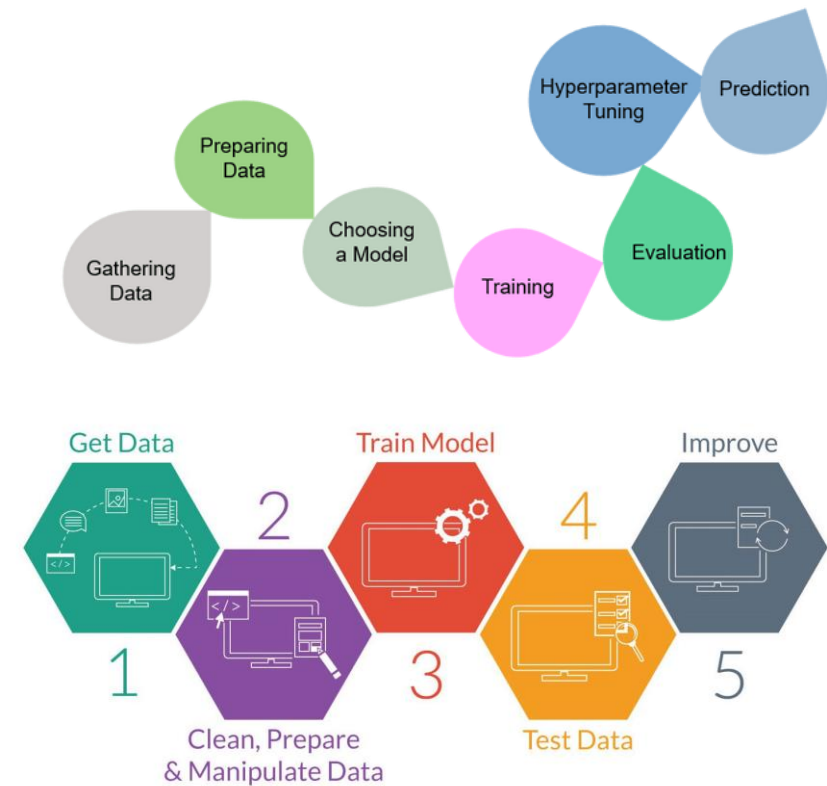 Gathering
Data
Preparing
Data
Choosing
a Model
Training
Evaluation
Hyperparameter
Tuning
Prediction
Get Data
1
</>
2
</>
Clean, Prepare
& Manipulate Data
Train Model
3
4
Test Data
Improve
5